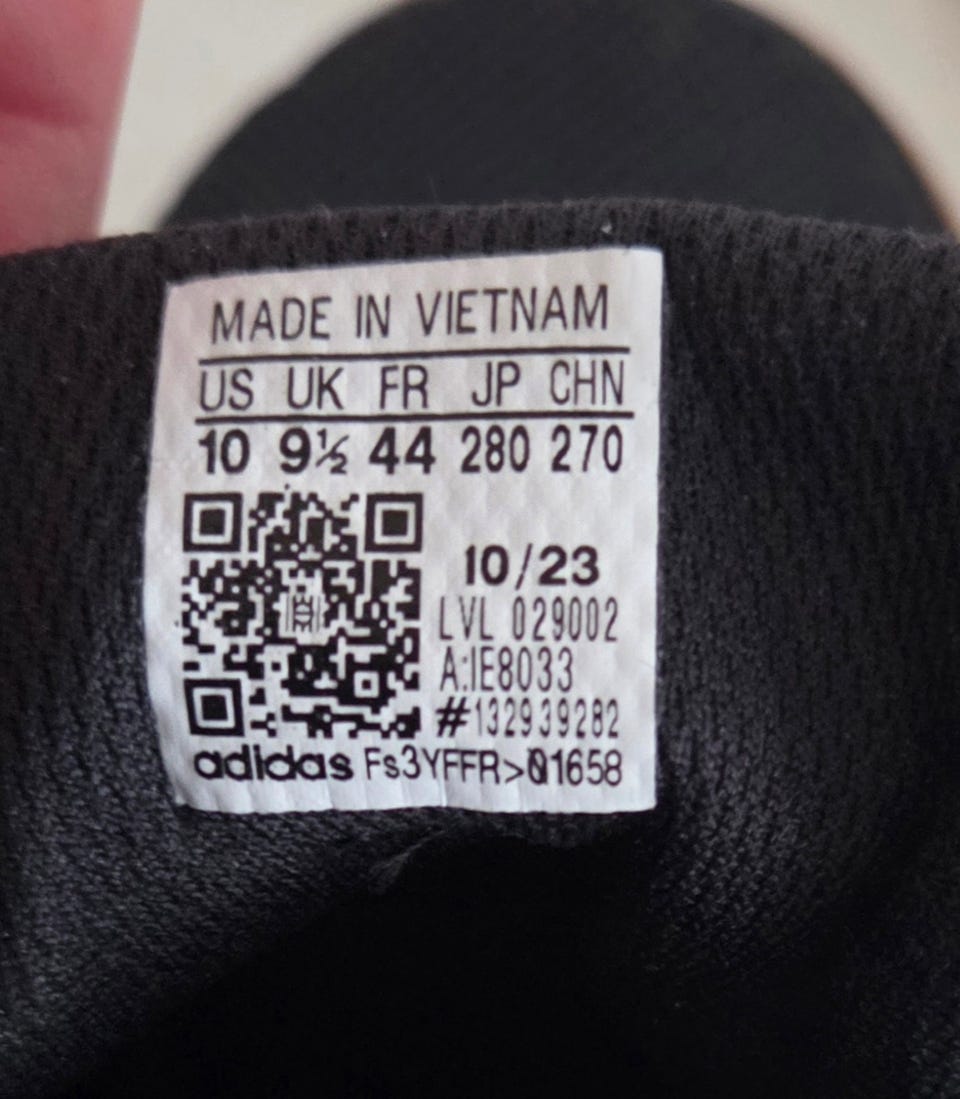 MADE IN VIETNAM
US UK FR JP CHN
10 9½ 44 280 270
10/23
LVL 029002
A:IE8033
#132939282
adidas Fs3YFFR>01658